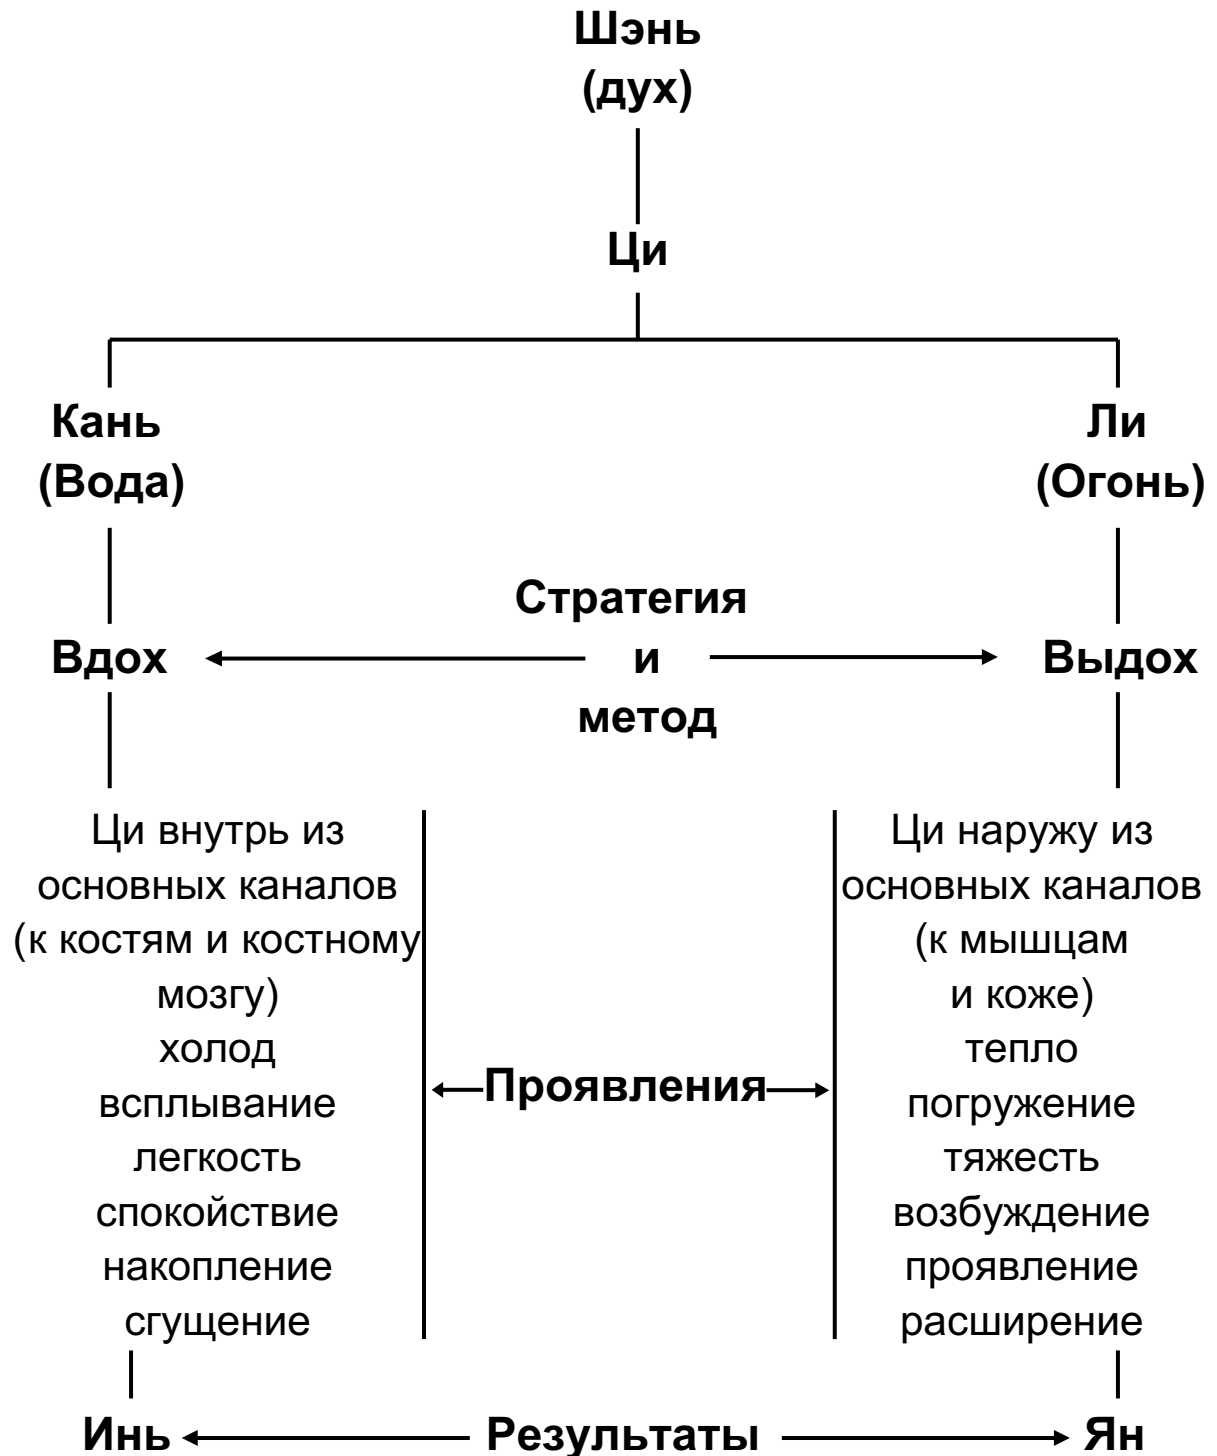 Шэнь
(дух)
Ци
Кань
(Вода)
Ли
(Огонь)
Стратегия
и
метод
Вдох
Выдох
Ци внутрь из
основных каналов
(к костям и костному
мозгу)
холод
всплывание
легкость
спокойствие
накопление
сгущение
Проявления
Ци наружу из
основных каналов
(к мышцам
и коже)
тепло
погружение
тяжесть
возбуждение
проявление
расширение
Инь
Результаты
Ян